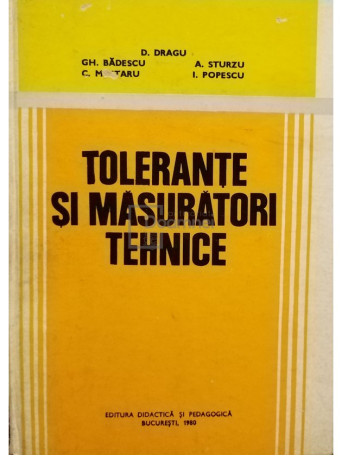 D. DRAGU
GH. BĂDESCU A. STURZU
C. I. POPESCU
TOLERANȚE
ȘI MĂSURĂTORI
TEHNICE
EDITURA DIDACTICĂ ȘI PEDAGOGICĂ
BUCUREȘTI, 1980